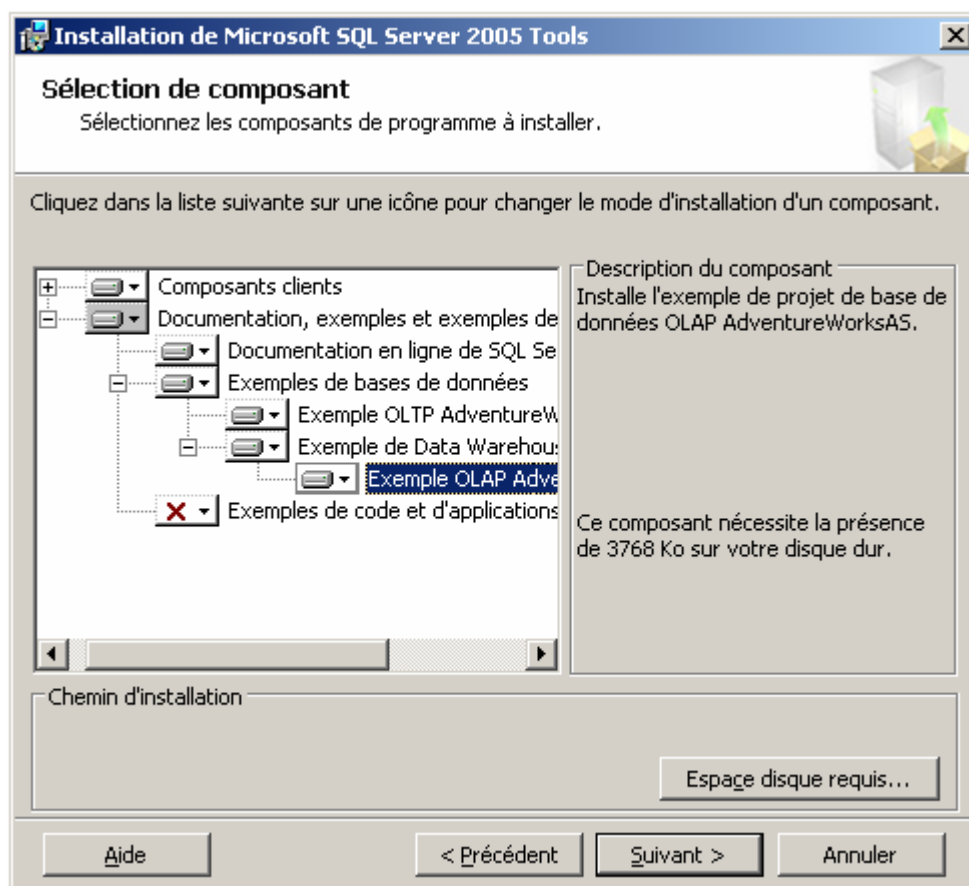 Installation de Microsoft SQL Server 2005 Tools
Sélection de composant
Sélectionnez les composants de programme à installer.
Cliquez dans la liste suivante sur une icône pour changer le mode d'installation d'un composant.
Composants clients
Documentation, exemples et exemples de
Documentation en ligne de SQL Se
Exemples de bases de données
Exemple OLTP AdventureW
Exemple de Data Warehou
Exemple OLAP Adve
Exemples de code et d'applications
Description du composant
Installe l'exemple de projet de base de
données OLAP AdventureWorksAS.
Ce composant nécessite la présence
de 3768 Ko sur votre disque dur.
Chemin d'installation
Espace disque requis...
Aide
< Précédent
Suivant >
Annuler